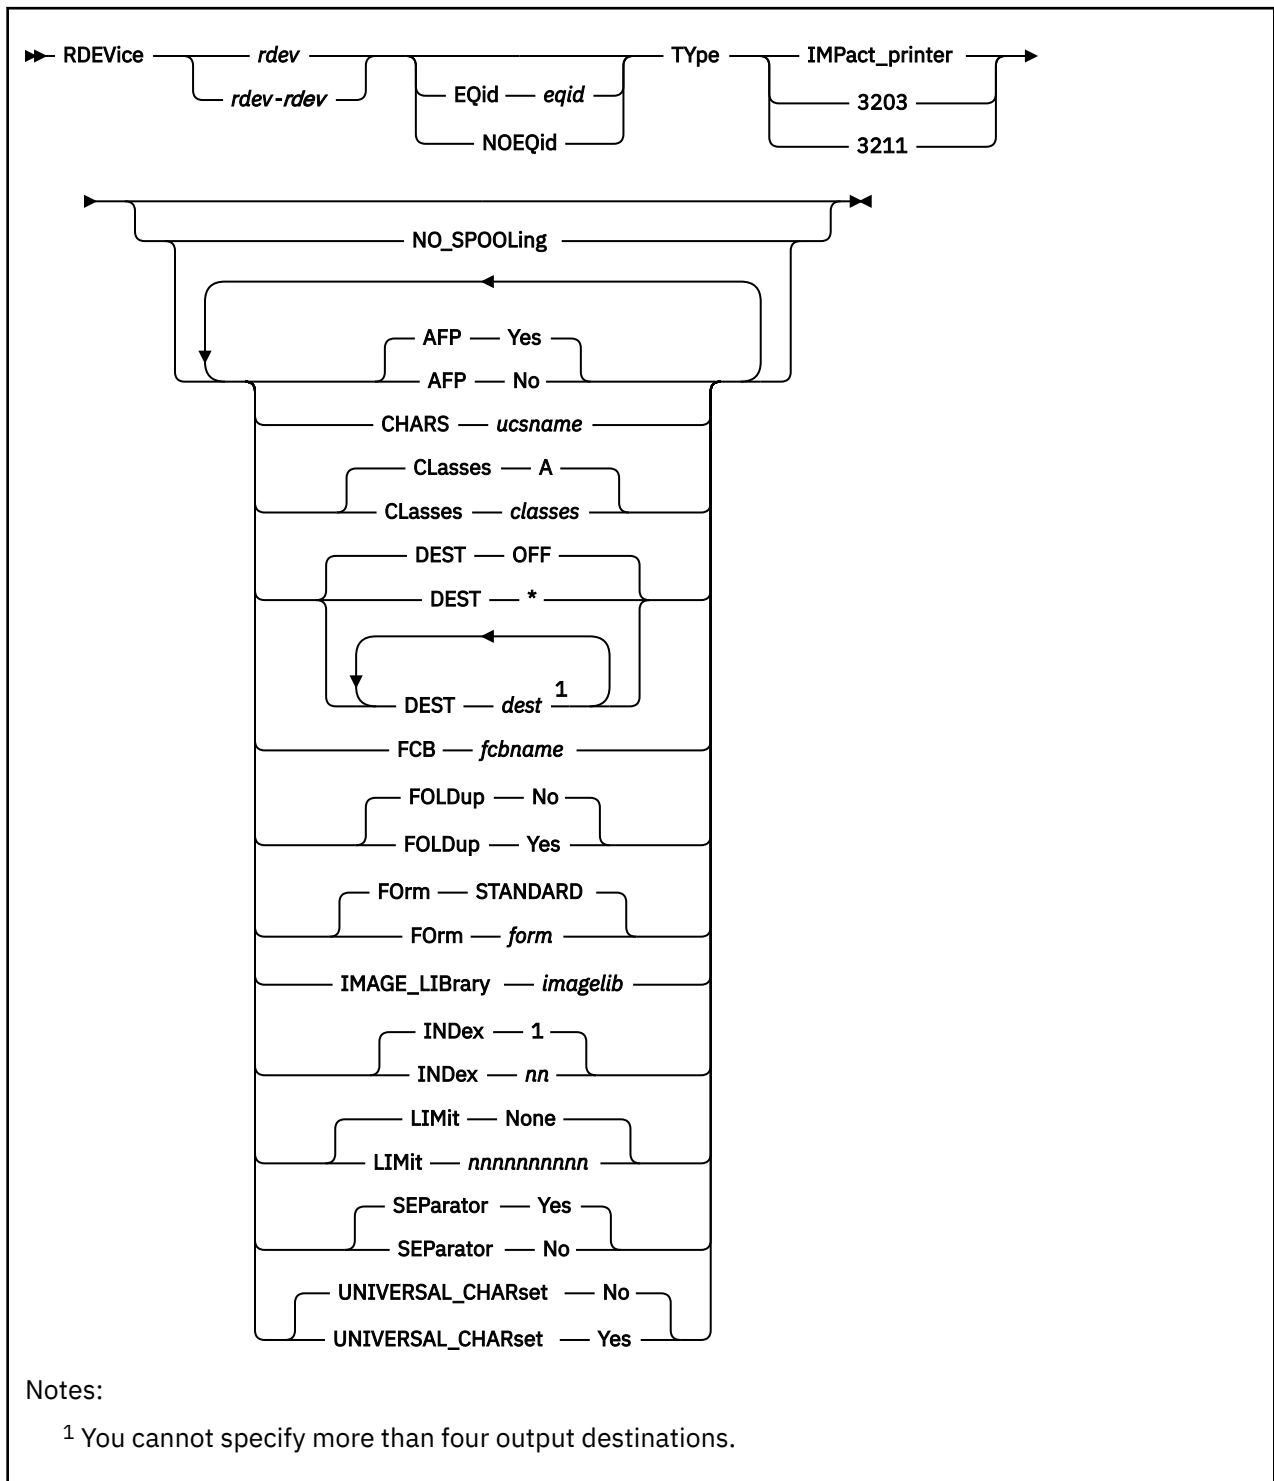 RDEVice rdev EQid eqid NOEQid TYpe IMPact_printer
rdev-rdev
3203
3211
NO_SPOOLing
AFP Yes
AFP No
CHARS ucsname
CLasses A
CLasses classes
DEST OFF
DEST *
DEST dest 1
FCB fcbname
FOLDup No
FOLDup Yes
FOrm STANDARD
FOrm form
IMAGE_LIBrary imagelib
INDex 1
INDex nn
LIMit None
LIMit nnnnnnnnnn
SEParator Yes
SEParator No
UNIVERSAL_CHARset No
UNIVERSAL_CHARset Yes
Notes:
1 You cannot specify more than four output destinations.